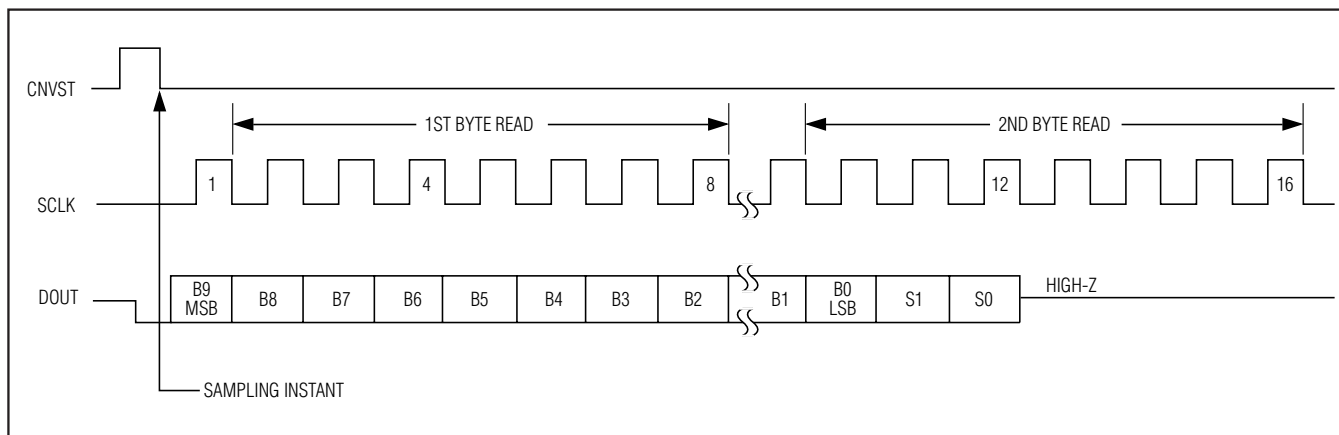 CNVST
1ST BYTE READ
2ND BYTE READ
SCLK
1
4
8
12
16
DOUT
B9
MSB
B8
B7
B6
B5
B4
B3
B2
B1
B0
LSB
S1
S0
HIGH-Z
SAMPLING INSTANT